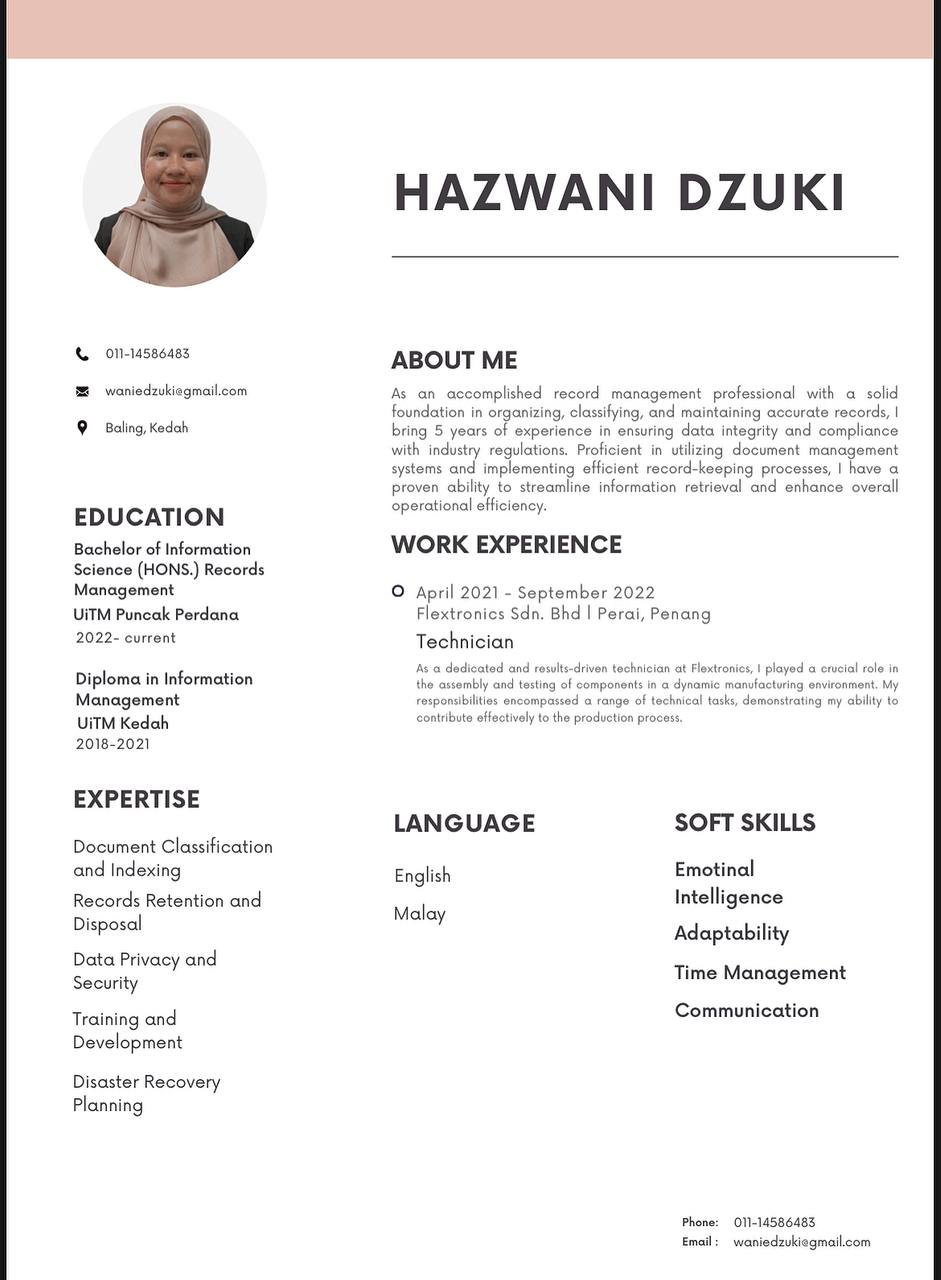 HAZWANI DZUKI
011-14586483
waniedzuki@gmail.com
Baling, Kedah
EDUCATION
Bachelor of Information
Science (HONS.) Records
Management
UiTM Puncak Perdana
2022- current
Diploma in Information
Management
UiTM Kedah
2018-2021
EXPERTISE
Document Classification
and Indexing
Records Retention and
Disposal
Data Privacy and
Security
Training and
Development
Disaster Recovery
Planning
ABOUT ME
As an accomplished record management professional with a solid
foundation in organizing, classifying, and maintaining accurate records, I
bring 5 years of experience in ensuring data integrity and compliance
with industry regulations. Proficient in utilizing document management
systems and implementing efficient record-keeping processes, I have a
proven ability to streamline information retrieval and enhance overall
operational efficiency.
WORK EXPERIENCE
April 2021 - September 2022
Flextronics Sdn. Bhd l Perai, Penang
Technician
As a dedicated and results-driven technician at Flextronics, I played a crucial role in
the assembly and testing of components in a dynamic manufacturing environment. My
responsibilities encompassed a range of technical tasks, demonstrating my ability to
contribute effectively to the production process.
LANGUAGE
English
Malay
SOFT SKILLS
Emotinal
Intelligence
Adaptability
Time Management
Communication
Phone: 011-14586483
Email : waniedzuki@gmail.com